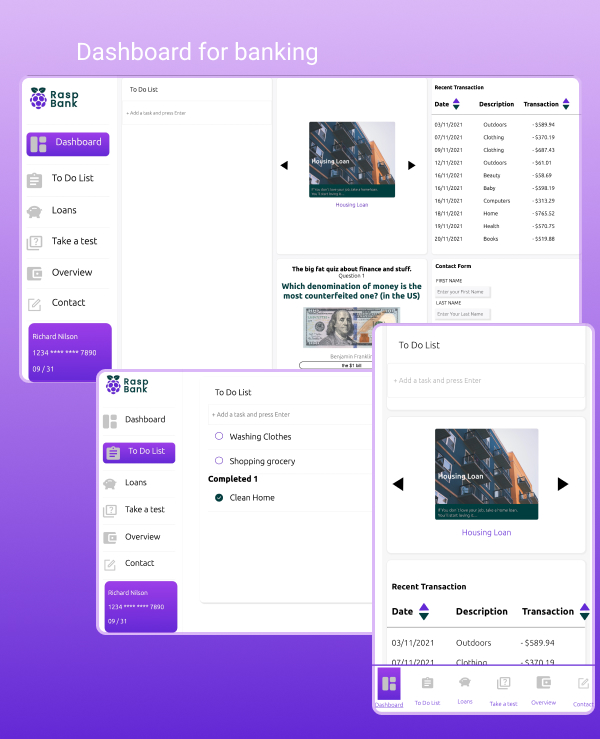 Dashboard for banking
Rasp
Bank
Dashboard
To Do List
Loans
Take a test
Overview
Contact
Richard Nilson
1234 **** **** 7890
09 / 31
To Do List
+ Add a task and press Enter
Housing Loan
If you don't love your job, take a home loan.
You'll start loving it...
Housing Loan
The big fat quiz about finance and stuff.
Question 1
Which denomination of money is the
most counterfeited one? (in the US)
Benjamin Franklin
the $1 bill
Recent Transaction
Date Description Transaction
03/11/2021 Outdoors - $589.94
07/11/2021 Clothing - $370.19
09/11/2021 Clothing - $687.43
12/11/2021 Outdoors - $61.01
16/11/2021 Beauty - $58.69
16/11/2021 Baby - $598.19
16/11/2021 Computers - $313.29
18/11/2021 Home - $765.52
19/11/2021 Health - $570.75
20/11/2021 Books - $519.88
Contact Form
FIRST NAME
Enter your First Name
LAST NAME
Enter Your Last Name
Rasp
Bank
Dashboard
To Do List
Loans
Take a test
Overview
Contact
Richard Nilson
1234 **** **** 7890
09 / 31
To Do List
+ Add a task and press Enter
Washing Clothes
Shopping grocery
Completed 1
Clean Home
To Do List
+ Add a task and press Enter
Housing Loan
If you don't love your job, take a home loan.
You'll start loving it...
Housing Loan
Recent Transaction
Date Description Transaction
03/11/2021 Outdoors - $589.94
07/11/2021 Clothing - $370.19
Dashboard
To Do List
Loans
Take a test
Overview
Contact